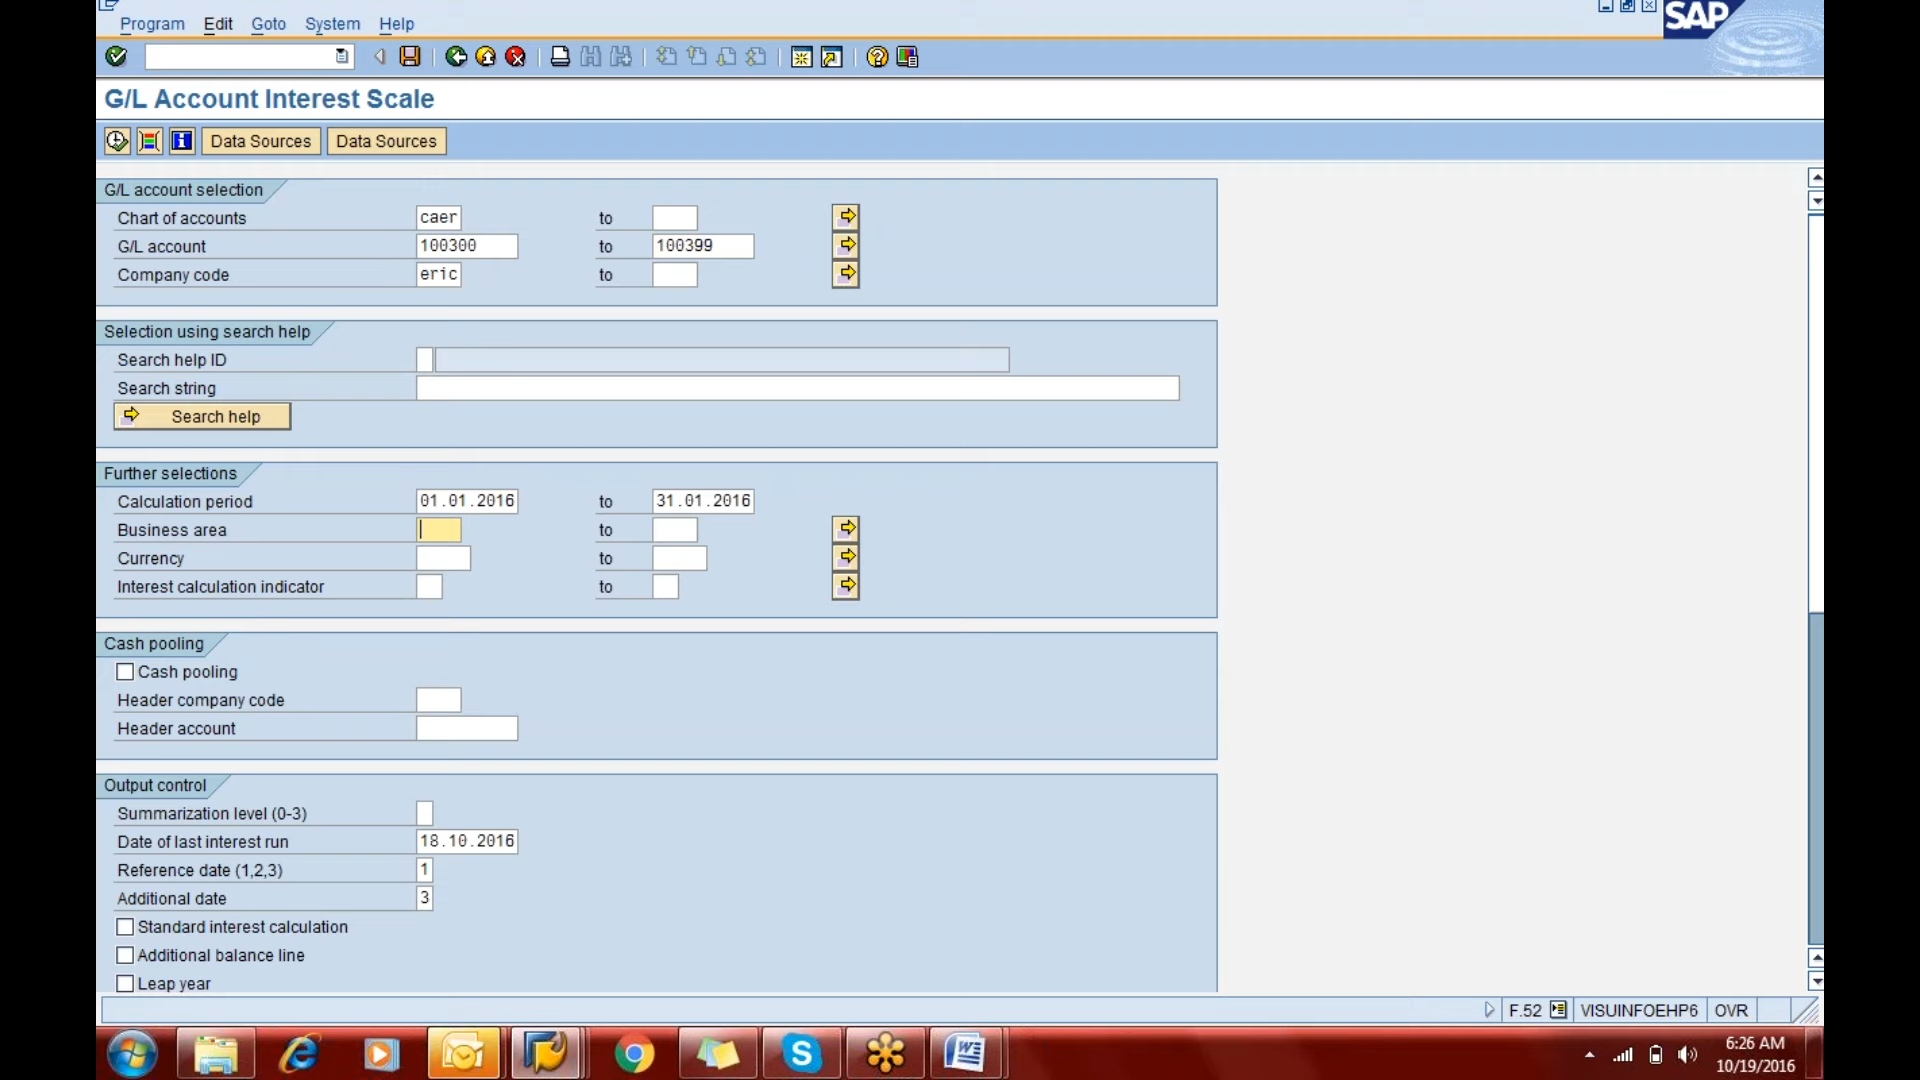 Program Edit Goto System Help
SAP
G/L Account Interest Scale
Data Sources Data Sources
G/L account selection
Chart of accounts caer to
G/L account 100300 to 100399
Company code eric to
Selection using search help
Search help ID
Search string
Search help
Further selections
Calculation period 01.01.2016 to 31.01.2016
Business area to
Currency to
Interest calculation indicator to
Cash pooling
Cash pooling
Header company code
Header account
Output control
Summarization level (0-3)
Date of last interest run 18.10.2016
Reference date (1,2,3) 1
Additional date 3
Standard interest calculation
Additional balance line
Leap year
F.52 VISUINFOEHP6 OVR
6:26 AM
10/19/2016